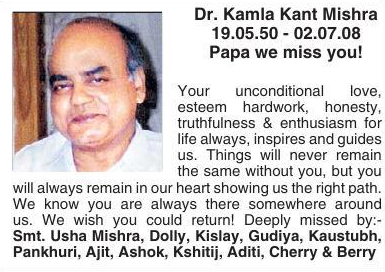 Dr. Kamla Kant Mishra
19.05.50 - 02.07.08
Papa we miss you!
Your unconditional love,
esteem hardwork, honesty,
truthfulness & enthusiasm for
life always, inspires and guides
us. Things will never remain
the same without you, but you
will always remain in our heart showing us the right path.
We know you are always there somewhere around
us. We wish you could return! Deeply missed by:-
Smt. Usha Mishra, Dolly, Kislay, Gudiya, Kaustubh,
Pankhuri, Ajit, Ashok, Kshitij, Aditi, Cherry & Berry